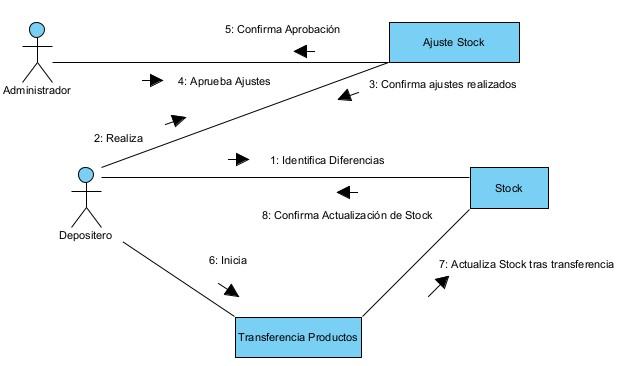 5: Confirma Aprobación
Ajuste Stock
4: Aprueba Ajustes
3: Confirma ajustes realizados
Administrador
2: Realiza
1: Identifica Diferencias
Stock
8: Confirma Actualización de Stock
Depositero
6: Inicia
7: Actualiza Stock tras transferencia
Transferencia Productos